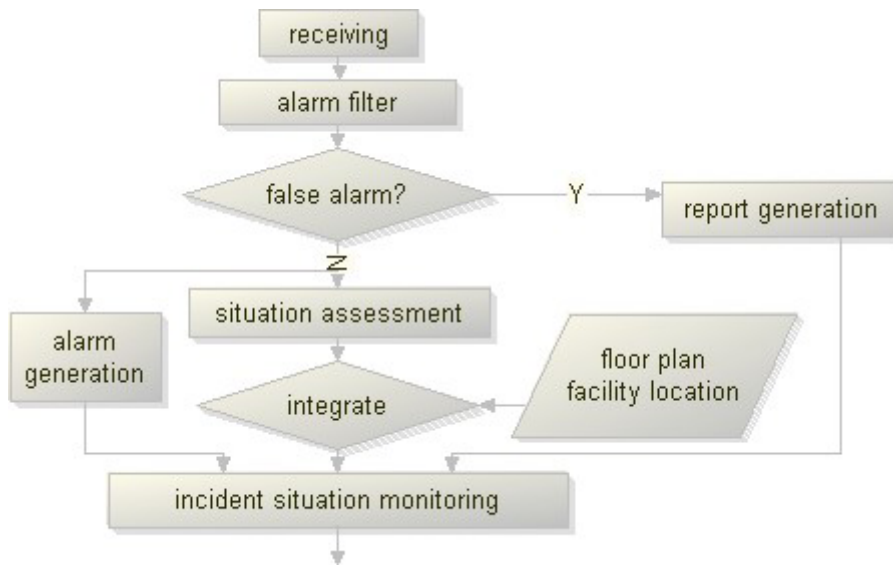 receiving
alarm filter
false alarm?
Y
report generation
N
situation assessment
alarm
generation
floor plan
facility location
integrate
incident situation monitoring